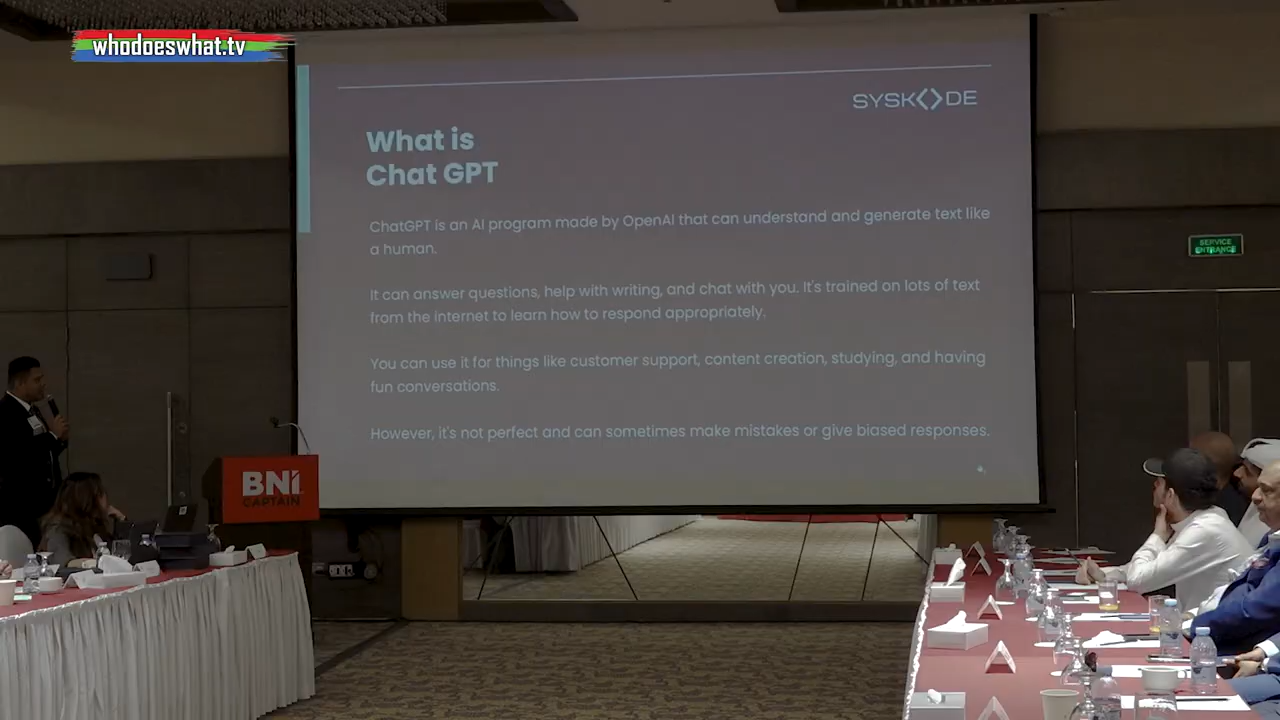 whodoeswhat.tv
SYSK<>DE
What is
Chat GPT
ChatGPT is an AI program made by OpenAI that can understand and generate text like
a human.
It can answer questions, help with writing, and chat with you. It's trained on lots of text
from the internet to learn how to respond appropriately.
You can use it for things like customer support, content creation, studying, and having
fun conversations.
However, it's not perfect and can sometimes make mistakes or give biased responses.
SERVICE
ENTRANCE
BNI
CAPTAIN